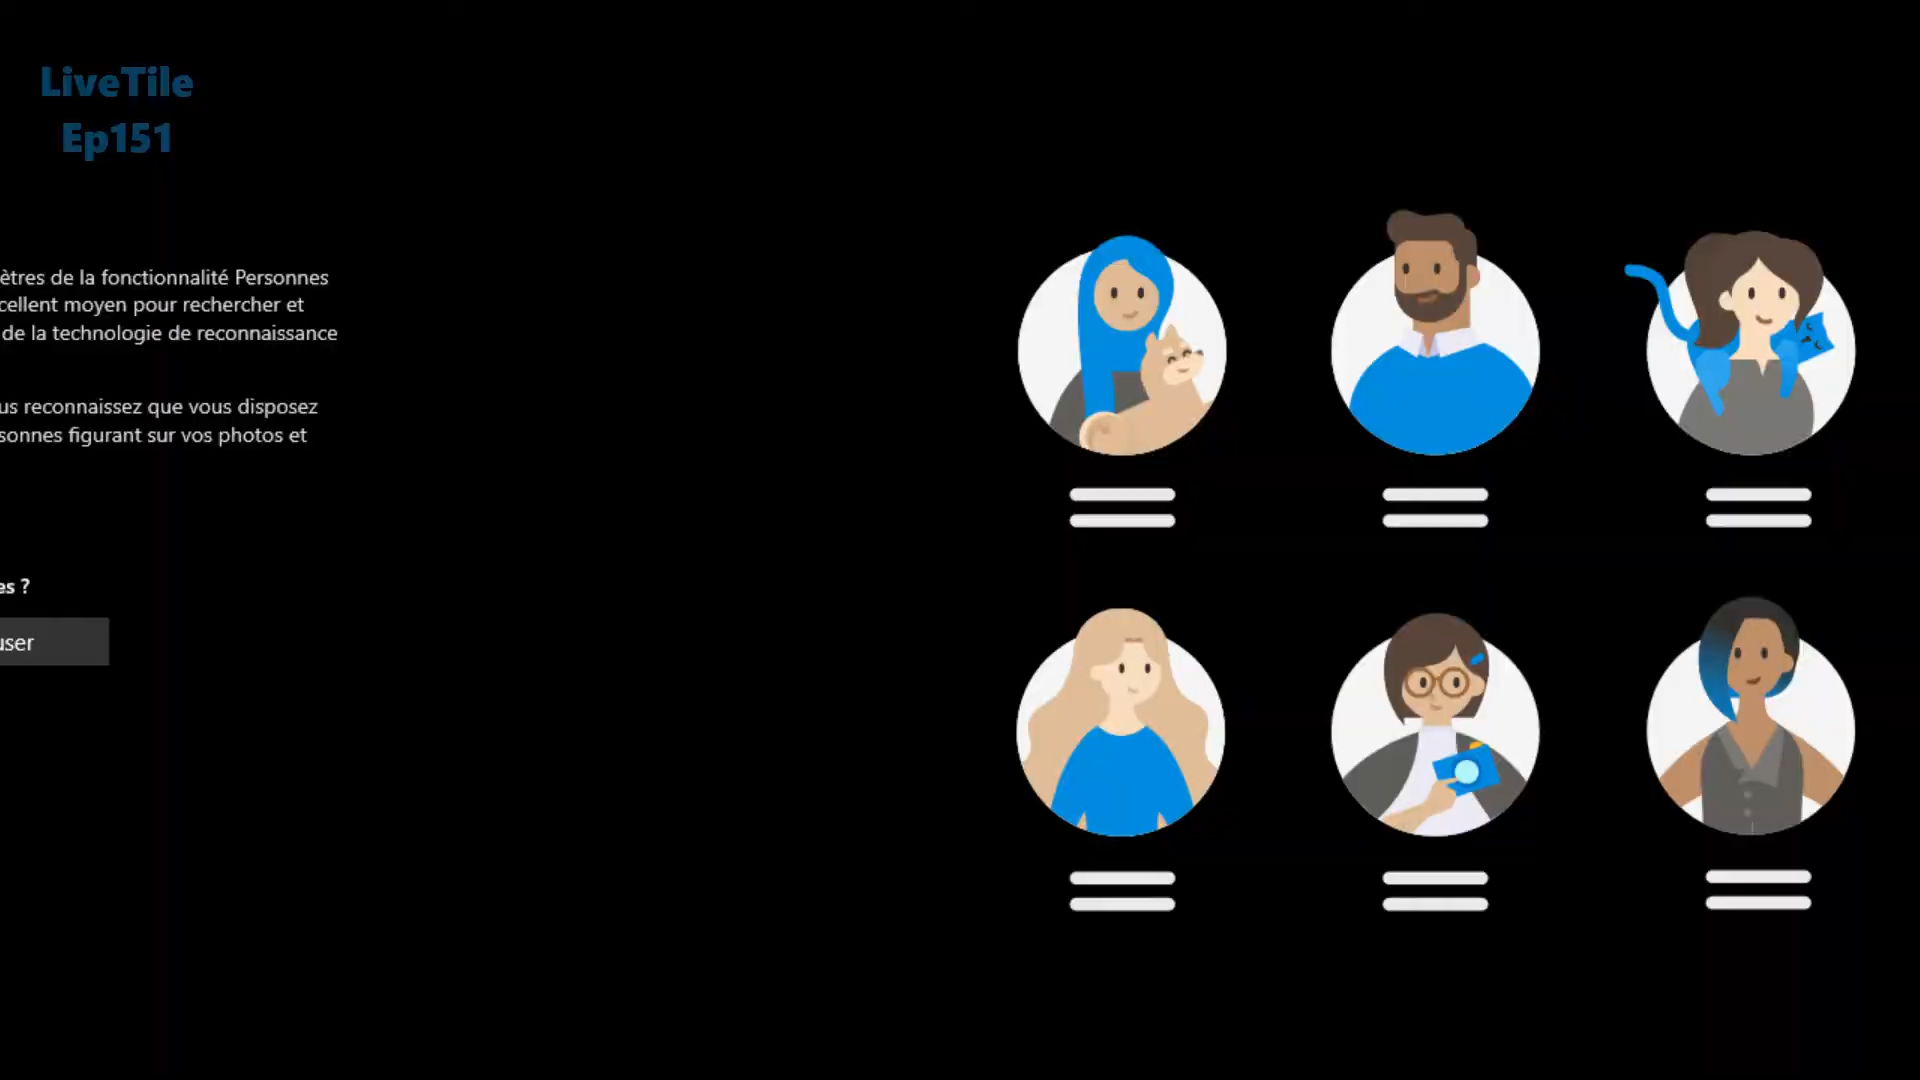 LiveTile
Ep151
ètres de la fonctionnalité Personnes
cellent moyen pour rechercher et
de la technologie de reconnaissance
us reconnaissez que vous disposez
sonnes figurant sur vos photos et
es ?
user